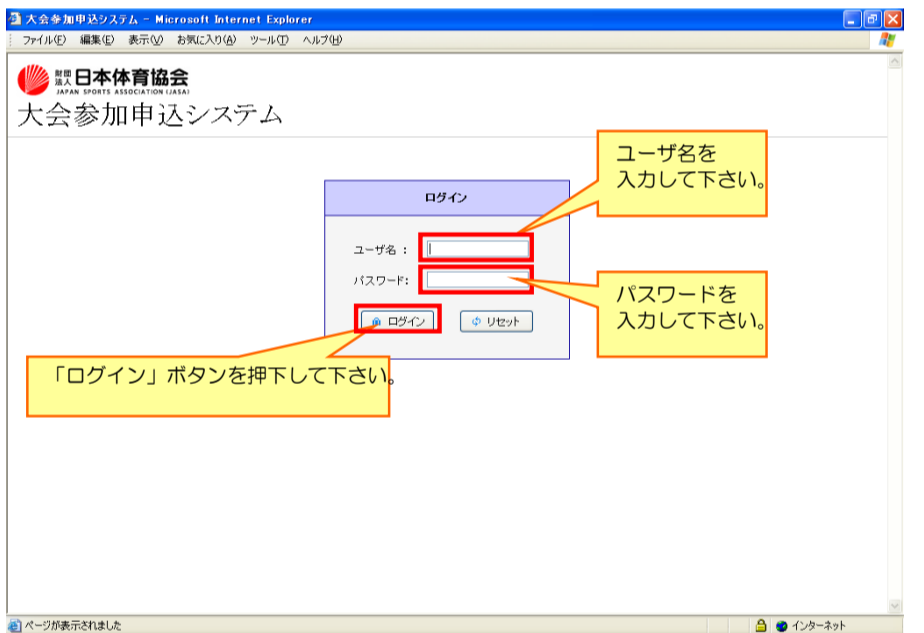 大会参加申込システム - Microsoft Internet Explorer
ファイル(F) 編集(E) 表示(V) お気に入り(A) ツール(T) ヘルプ(H)
財団法人 日本体育協会
JAPAN SPORTS ASSOCIATION (JASA)
大会参加申込システム
ユーザ名を
入力して下さい。
ログイン
ユーザ名 :
パスワード:
パスワードを
入力して下さい。
ログイン リセット
「ログイン」ボタンを押下して下さい。
ページが表示されました インターネット